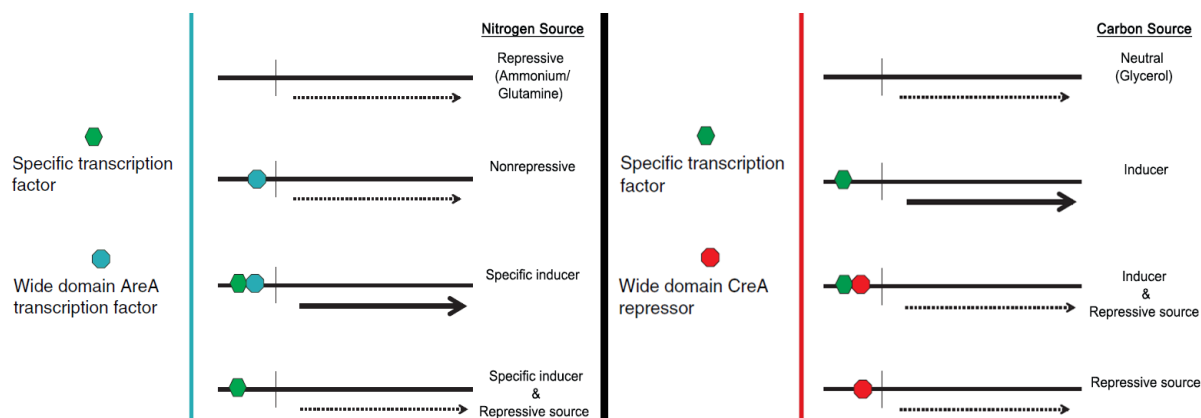 Nitrogen Source
Repressive
(Ammonium/
Glutamine)
Specific transcription
factor
Nonrepressive
Wide domain AreA
transcription factor
Specific inducer
Specific inducer
&
Repressive source
Carbon Source
Neutral
(Glycerol)
Specific transcription
factor
Inducer
Wide domain CreA
repressor
Inducer
&
Repressive source
Repressive source